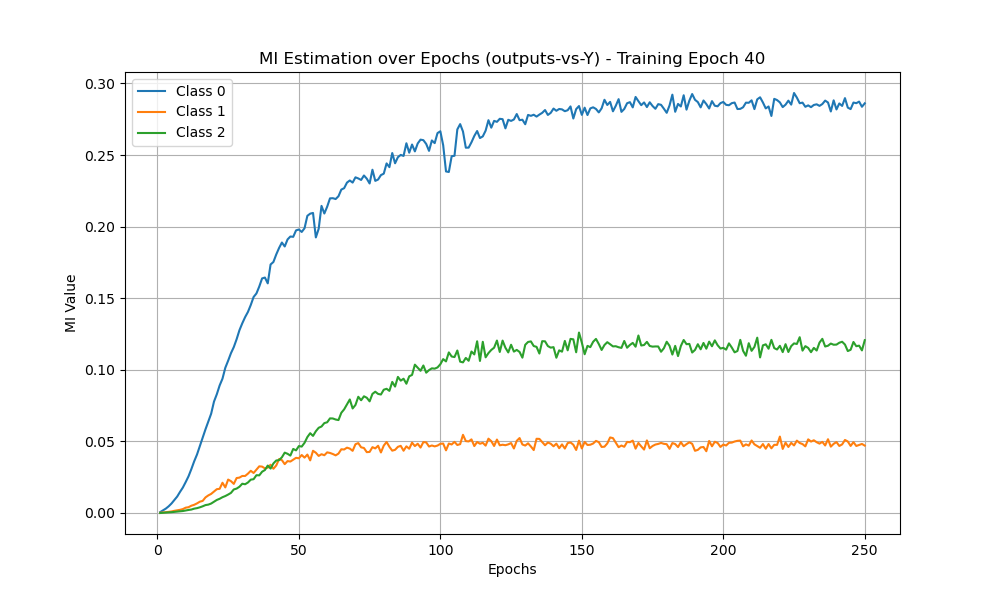 MI Estimation over Epochs (outputs-vs-Y) - Training Epoch 40
Class 0
Class 1
Class 2
MI Value
0.30
0.25
0.20
0.15
0.10
0.05
0.00
0
50
100
150
200
250
Epochs